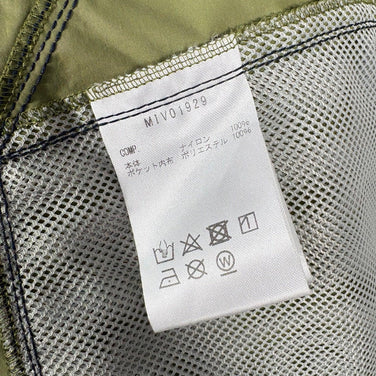 MIV01929
COMP.
本体 ナイロン 100%
ポケット内布 ポリエステル 100%
W